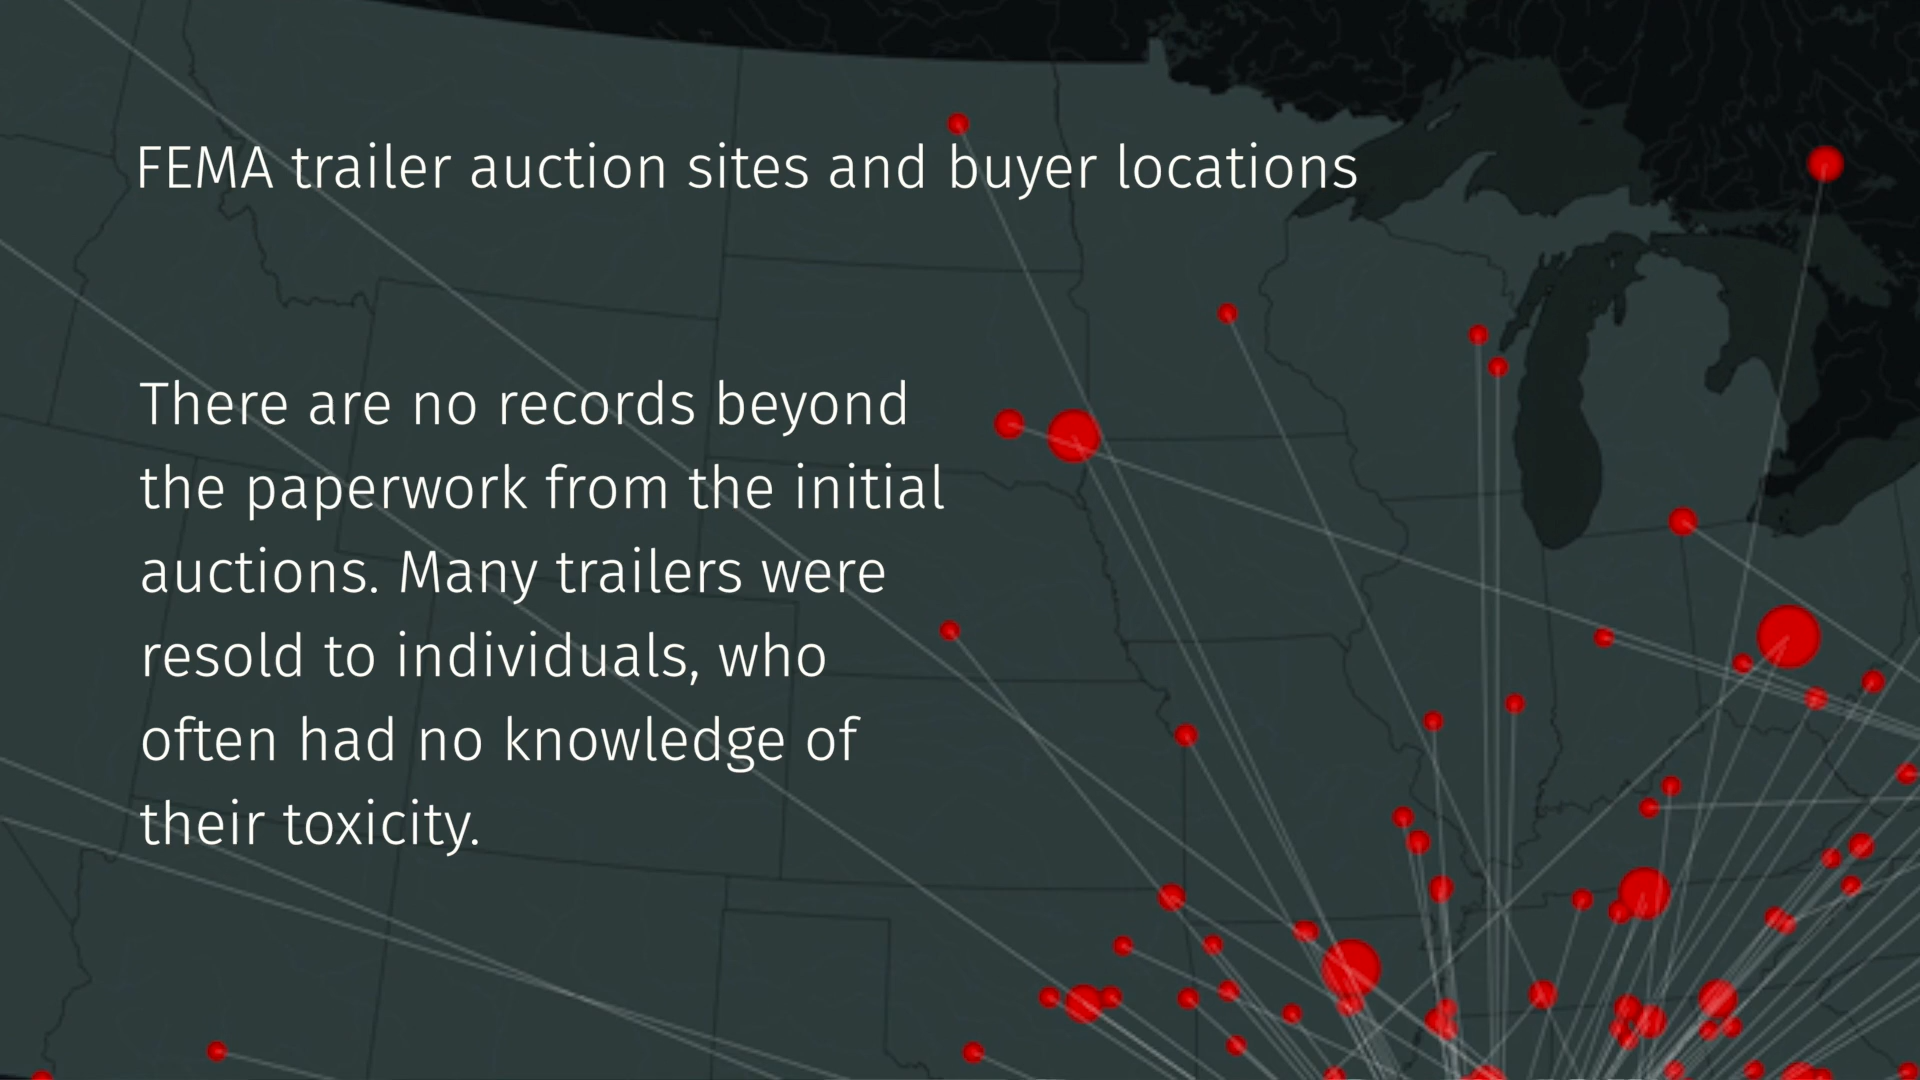 FEMA trailer auction sites and buyer locations
There are no records beyond
the paperwork from the initial
auctions. Many trailers were
resold to individuals, who
often had no knowledge of
their toxicity.